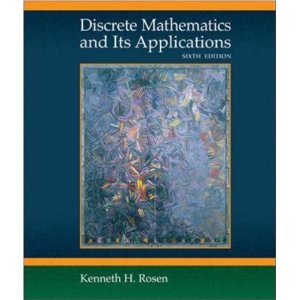 Discrete Mathematics
and Its Applications
SIXTH EDITION
Kenneth H. Rosen